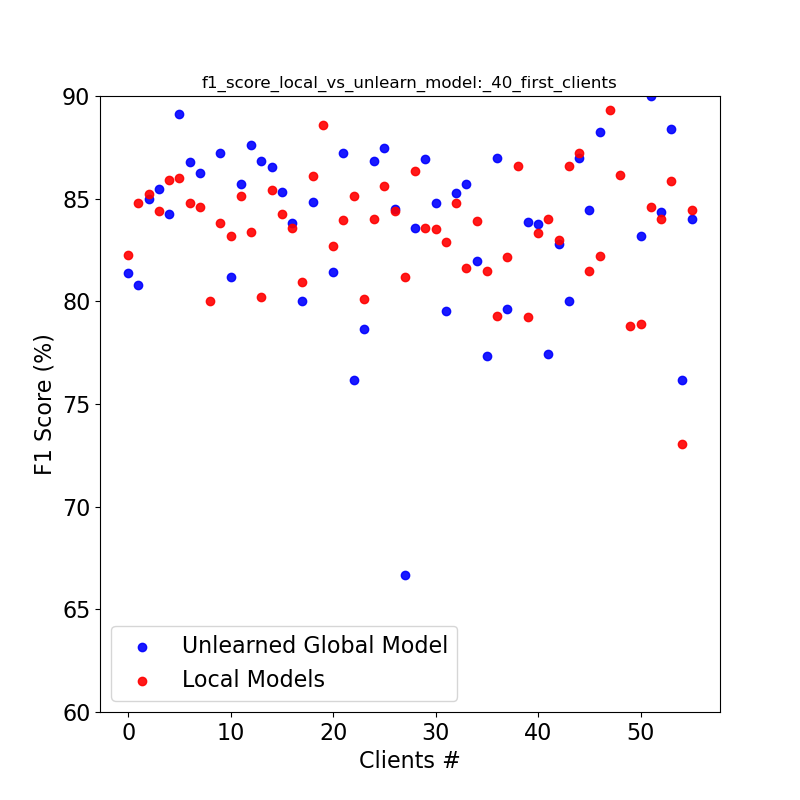 f1_score_local_vs_unlearn_model:_40_first_clients
90
85
80
75
70
65
60
F1 Score (%)
Unlearned Global Model
Local Models
0 10 20 30 40 50
Clients #